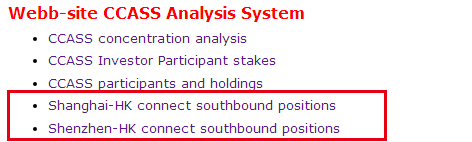 Webb-site CCASS Analysis System
CCASS concentration analysis
CCASS Investor Participant stakes
CCASS participants and holdings
Shanghai-HK connect southbound positions
Shenzhen-HK connect southbound positions